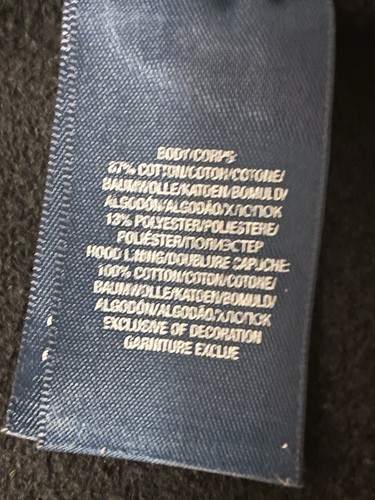 BODY/CORPS:
87% COTTON/COTON/COTONE/
BAUMWOLLE/KATOEN/BOMULD/
ALGODÓN/ALGODÃO/ХЛОПОК
13% POLYESTER/POLIESTERE/
POLIÉSTER/ПОЛИЭСТЕР
HOOD LINING/DOUBLURE CAPUCHE:
100% COTTON/COTON/COTONE/
BAUMWOLLE/KATOEN/BOMULD/
ALGODÓN/ALGODÃO/ХЛОПОК
EXCLUSIVE OF DECORATION
GARNITURE EXCLUE